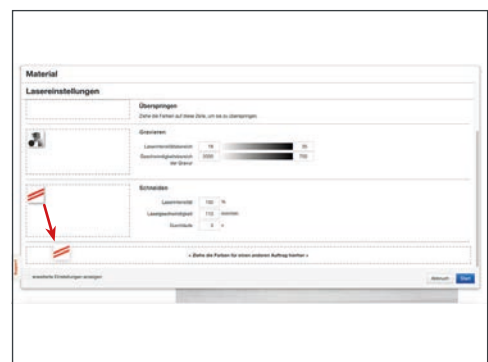 Material
Lasereinstellungen
Überspringen
Ziehe die Farben auf diese Zeile, um sie zu überspringen.
Gravieren
Laserintensitätsbereich
Geschwindigkeitsbereich
der Gravur
2000
700
Schneiden
Laserintensität 100 %
Lasergeschwindigkeit
Durchläufe
« Ziehe die Farben für einen anderen Auftrag hierher »
erweiterte Einstellungen anzeigen
Abbruch
Start